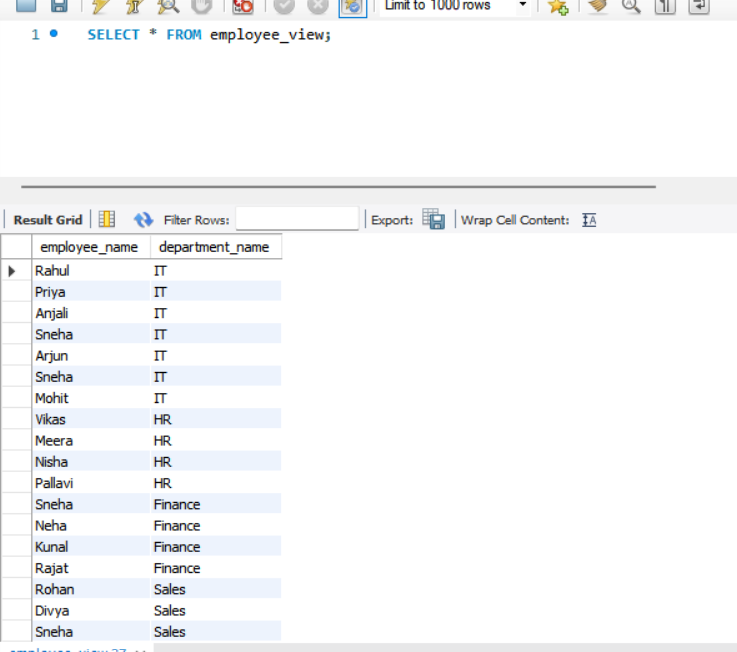 Limit to 1000 rows
1 SELECT * FROM employee_view;
Result Grid Filter Rows: Export: Wrap Cell Content:
employee_name department_name
Rahul IT
Priya IT
Anjali IT
Sneha IT
Arjun IT
Sneha IT
Mohit IT
Vikas HR
Meera HR
Nisha HR
Pallavi HR
Sneha Finance
Neha Finance
Kunal Finance
Rajat Finance
Rohan Sales
Divya Sales
Sneha Sales